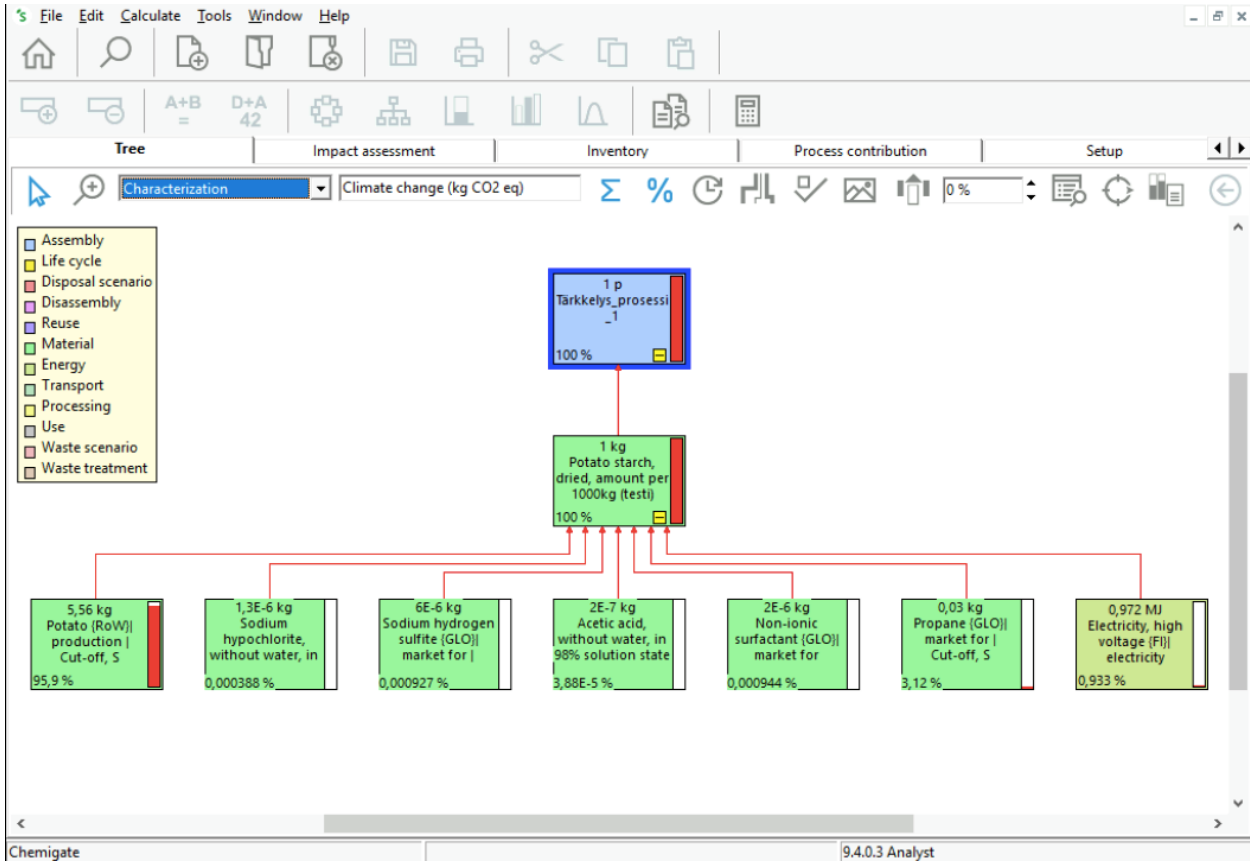 File Edit Calculate Tools Window Help
A+B
=
D+A
42
Tree Impact assessment Inventory Process contribution Setup
Characterization Climate change (kg CO2 eq) Σ % 0 %
Assembly
Life cycle
Disposal scenario
Disassembly
Reuse
Material
Energy
Transport
Processing
Use
Waste scenario
Waste treatment
1 p
Tärkkelys_prosessi
_1
100 %
1 kg
Potato starch,
dried, amount per
1000kg (testi)
100 %
5,56 kg
Potato {RoW}|
production |
Cut-off, S
95,9 %
1,3E-6 kg
Sodium
hypochlorite,
without water, in
0,000388 %
6E-6 kg
Sodium hydrogen
sulfite {GLO}|
market for |
0,000927 %
2E-7 kg
Acetic acid,
without water, in
98% solution state
3,88E-5 %
2E-6 kg
Non-ionic
surfactant {GLO}|
market for
0,000944 %
0,03 kg
Propane {GLO}|
market for |
Cut-off, S
3,12 %
0,972 MJ
Electricity, high
voltage {FI}|
electricity
0,933 %
Chemigate 9.4.0.3 Analyst